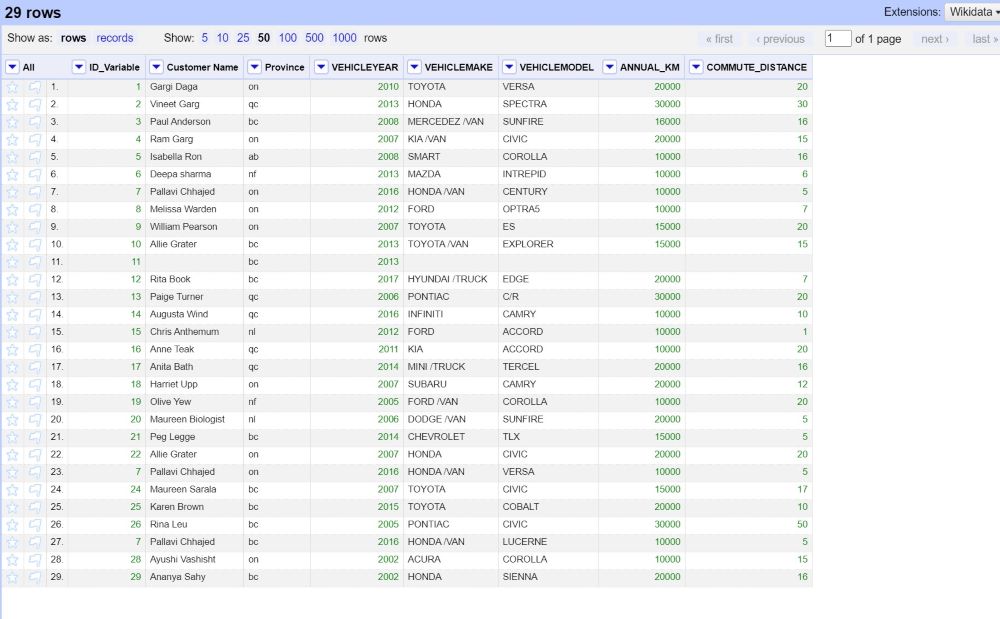 29 rows Extensions: Wikidata
Show as: rows records Show: 5 10 25 50 100 500 1000 rows « first ‹ previous 1 of 1 page next › last »
All ID_Variable Customer Name Province VEHICLEYEAR VEHICLEMAKE VEHICLEMODEL ANNUAL_KM COMMUTE_DISTANCE
1. 1 Gargi Daga on 2010 TOYOTA VERSA 20000 20
2. 2 Vineet Garg qc 2013 HONDA SPECTRA 30000 30
3. 3 Paul Anderson bc 2008 MERCEDEZ /VAN SUNFIRE 16000 16
4. 4 Ram Garg on 2007 KIA /VAN CIVIC 20000 15
5. 5 Isabella Ron ab 2008 SMART COROLLA 10000 16
6. 6 Deepa sharma nf 2013 MAZDA INTREPID 10000 6
7. 7 Pallavi Chhajed on 2016 HONDA /VAN CENTURY 10000 5
8. 8 Melissa Warden on 2012 FORD OPTRA5 10000 7
9. 9 William Pearson on 2007 TOYOTA ES 15000 20
10. 10 Allie Grater bc 2013 TOYOTA /VAN EXPLORER 15000 15
11. 11 bc 2013
12. 12 Rita Book bc 2017 HYUNDAI /TRUCK EDGE 20000 7
13. 13 Paige Turner qc 2006 PONTIAC C/R 30000 20
14. 14 Augusta Wind qc 2016 INFINITI CAMRY 10000 10
15. 15 Chris Anthemum nl 2012 FORD ACCORD 10000 1
16. 16 Anne Teak qc 2011 KIA ACCORD 10000 20
17. 17 Anita Bath qc 2014 MINI /TRUCK TERCEL 20000 16
18. 18 Harriet Upp on 2007 SUBARU CAMRY 20000 12
19. 19 Olive Yew nf 2005 FORD /VAN COROLLA 10000 20
20. 20 Maureen Biologist nl 2006 DODGE /VAN SUNFIRE 20000 5
21. 21 Peg Legge bc 2014 CHEVROLET TLX 15000 5
22. 22 Allie Grater on 2007 HONDA CIVIC 20000 20
23. 7 Pallavi Chhajed on 2016 HONDA /VAN VERSA 10000 5
24. 24 Maureen Sarala bc 2007 TOYOTA CIVIC 15000 17
25. 25 Karen Brown bc 2015 TOYOTA COBALT 20000 10
26. 26 Rina Leu bc 2005 PONTIAC CIVIC 30000 50
27. 7 Pallavi Chhajed bc 2016 HONDA /VAN LUCERNE 10000 5
28. 28 Ayushi Vashisht on 2002 ACURA COROLLA 10000 15
29. 29 Ananya Sahy bc 2002 HONDA SIENNA 20000 16